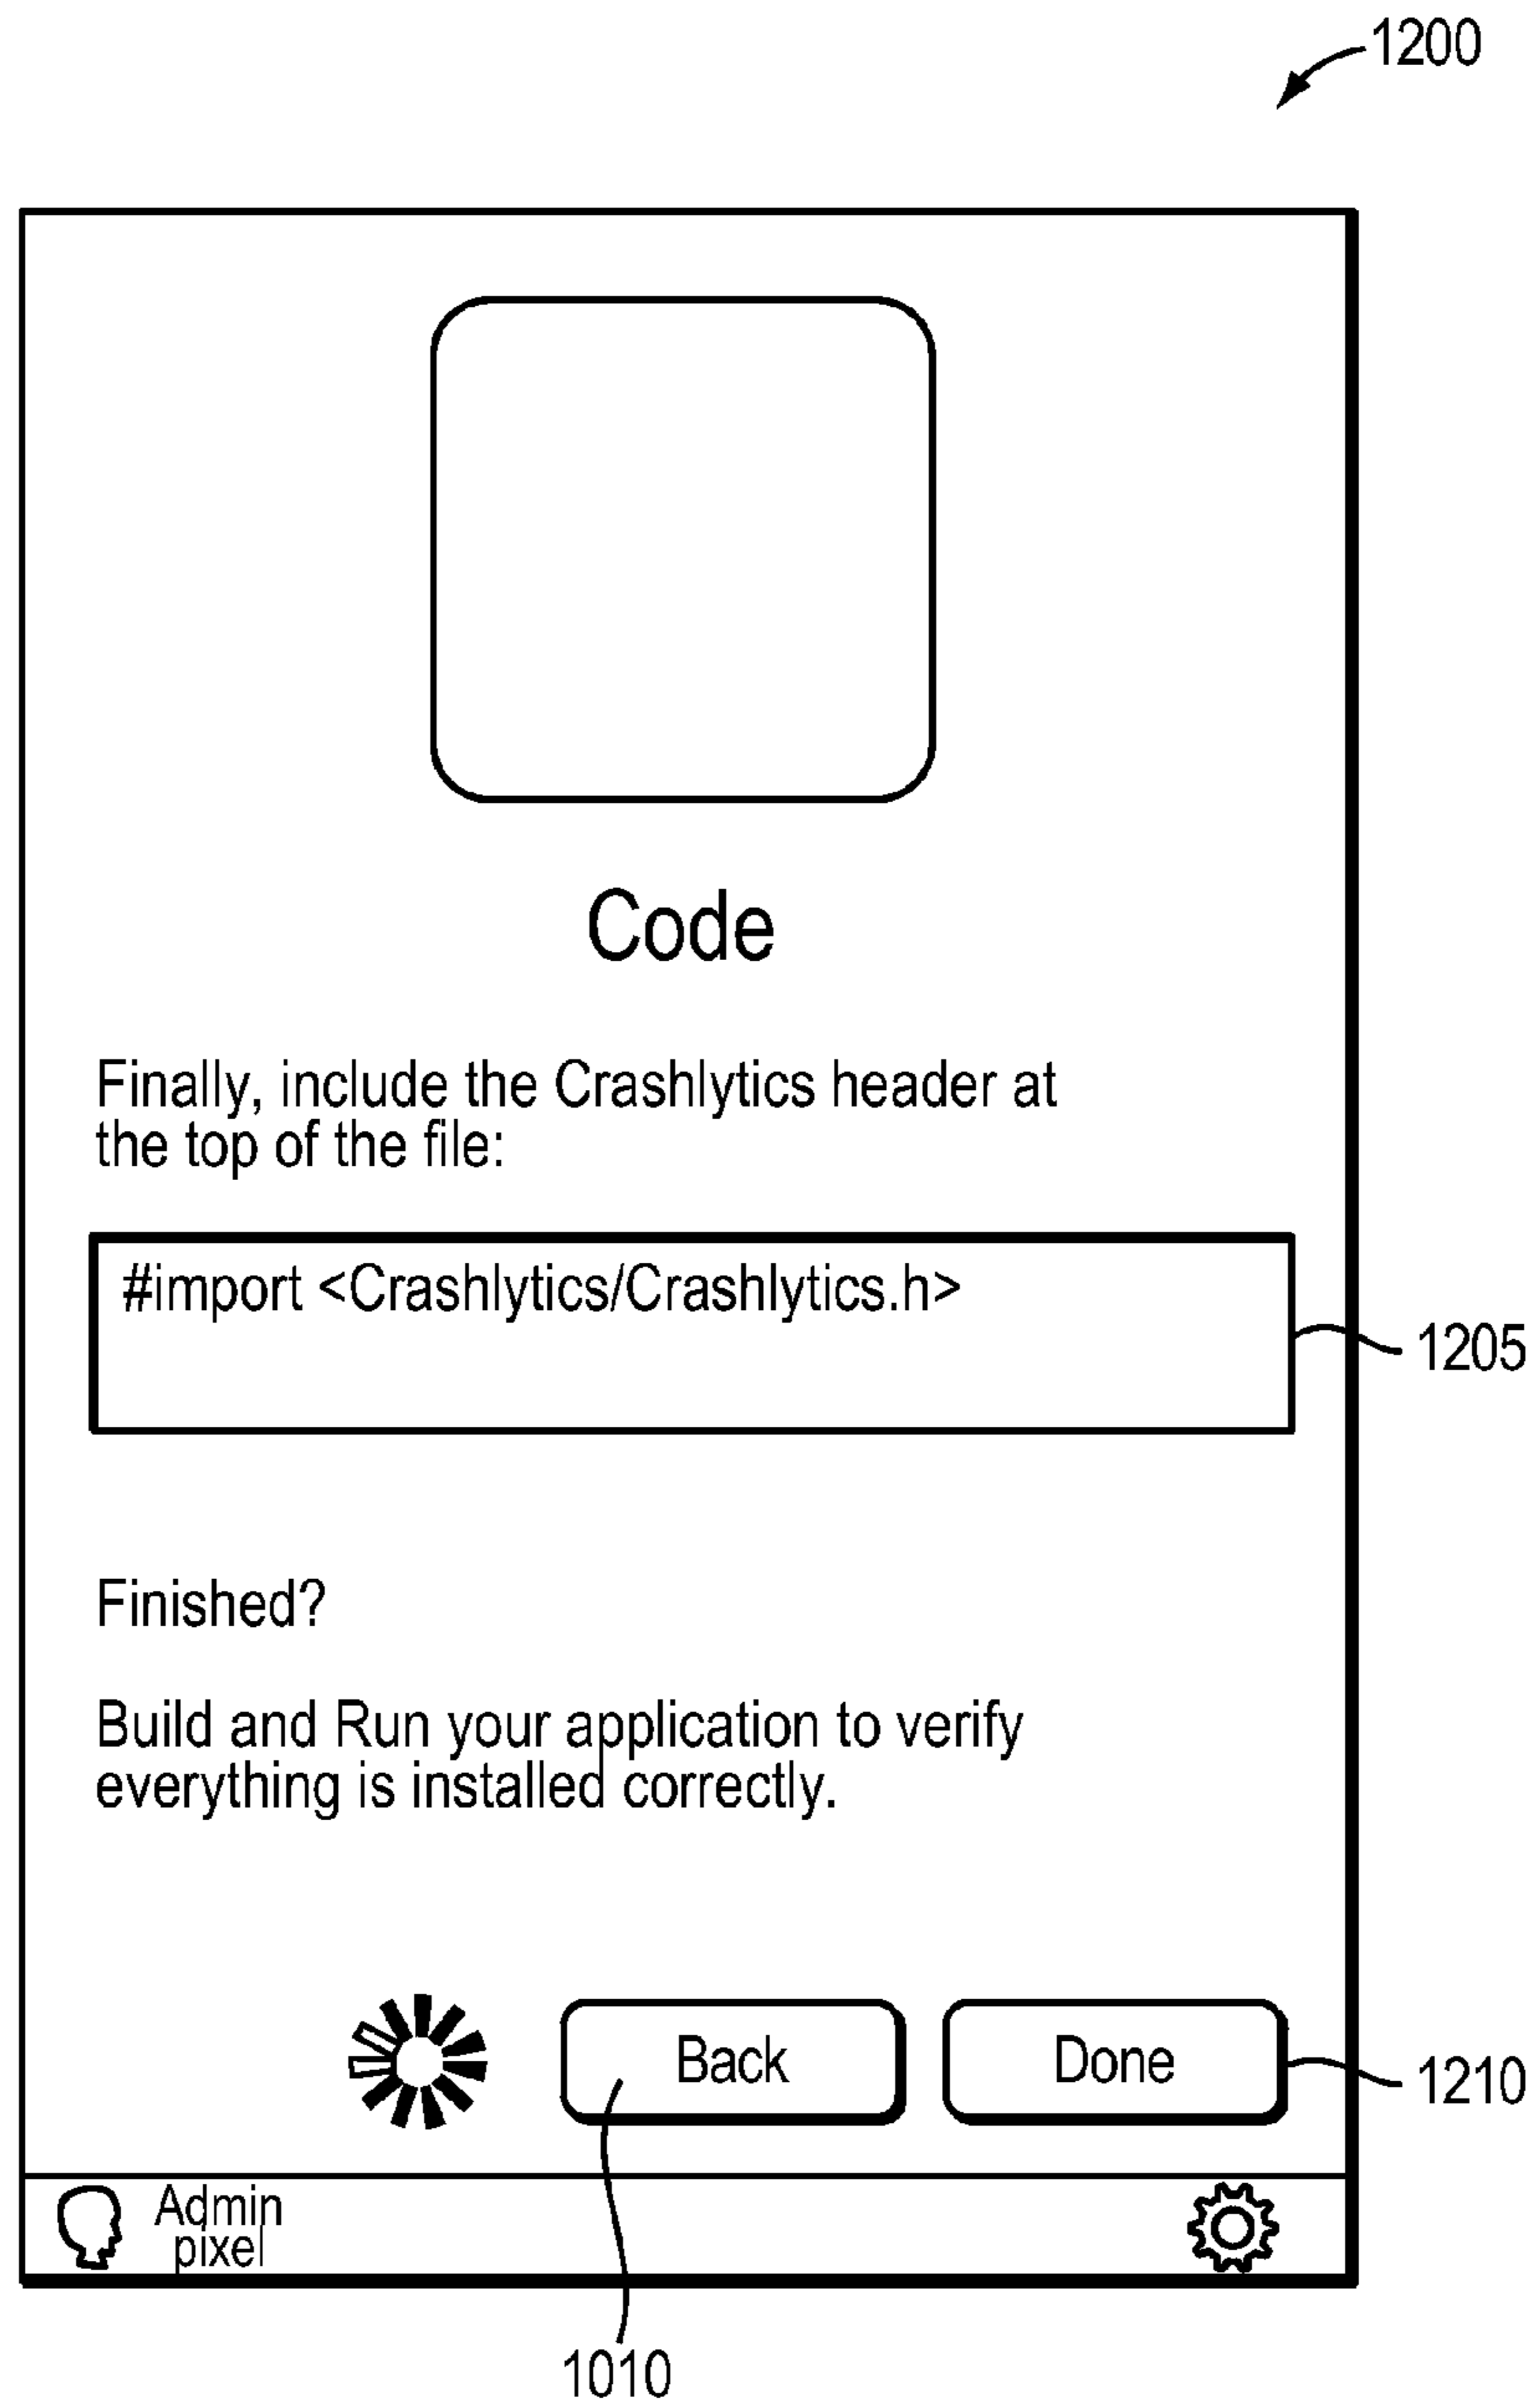 1200
Code
Finally, include the Crashlytics header at
the top of the file:
#import <Crashlytics/Crashlytics.h>
1205
Finished?
Build and Run your application to verify
everything is installed correctly.
Back
Done
1210
Admin
pixel
1010